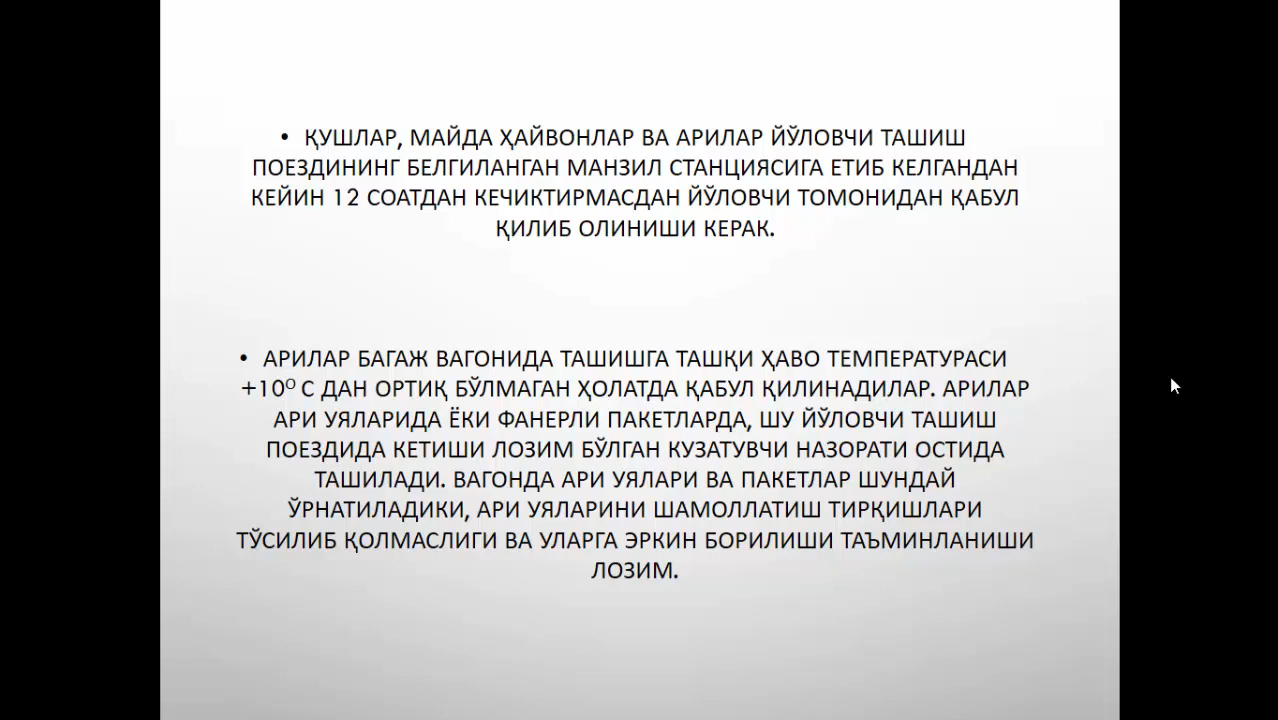 • ҚУШЛАР, МАЙДА ҲАЙВОНЛАР ВА АРИЛАР ЙЎЛОВЧИ ТАШИШ
ПОЕЗДИНИНГ БЕЛГИЛАНГАН МАНЗИЛ СТАНЦИЯСИГА ЕТИБ КЕЛГАНДАН
КЕЙИН 12 СОАТДАН КЕЧИКТИРМАСДАН ЙЎЛОВЧИ ТОМОНИДАН ҚАБУЛ
ҚИЛИБ ОЛИНИШИ КЕРАК.
• АРИЛАР БАГАЖ ВАГОНИДА ТАШИШГА ТАШҚИ ҲАВО ТЕМПЕРАТУРАСИ
+10⁰ С ДАН ОРТИҚ БЎЛМАГАН ҲОЛАТДА ҚАБУЛ ҚИЛИНАДИЛАР. АРИЛАР
АРИ УЯЛАРИДА ЁКИ ФАНЕРЛИ ПАКЕТЛАРДА, ШУ ЙЎЛОВЧИ ТАШИШ
ПОЕЗДИДА КЕТИШИ ЛОЗИМ БЎЛГАН КУЗАТУВЧИ НАЗОРАТИ ОСТИДА
ТАШИЛАДИ. ВАГОНДА АРИ УЯЛАРИ ВА ПАКЕТЛАР ШУНДАЙ
ЎРНАТИЛАДИКИ, АРИ УЯЛАРИНИ ШАМОЛЛАТИШ ТИРҚИШЛАРИ
ТЎСИЛИБ ҚОЛМАСЛИГИ ВА УЛАРГА ЭРКИН БОРИЛИШИ ТАЪМИНЛАНИШИ
ЛОЗИМ.